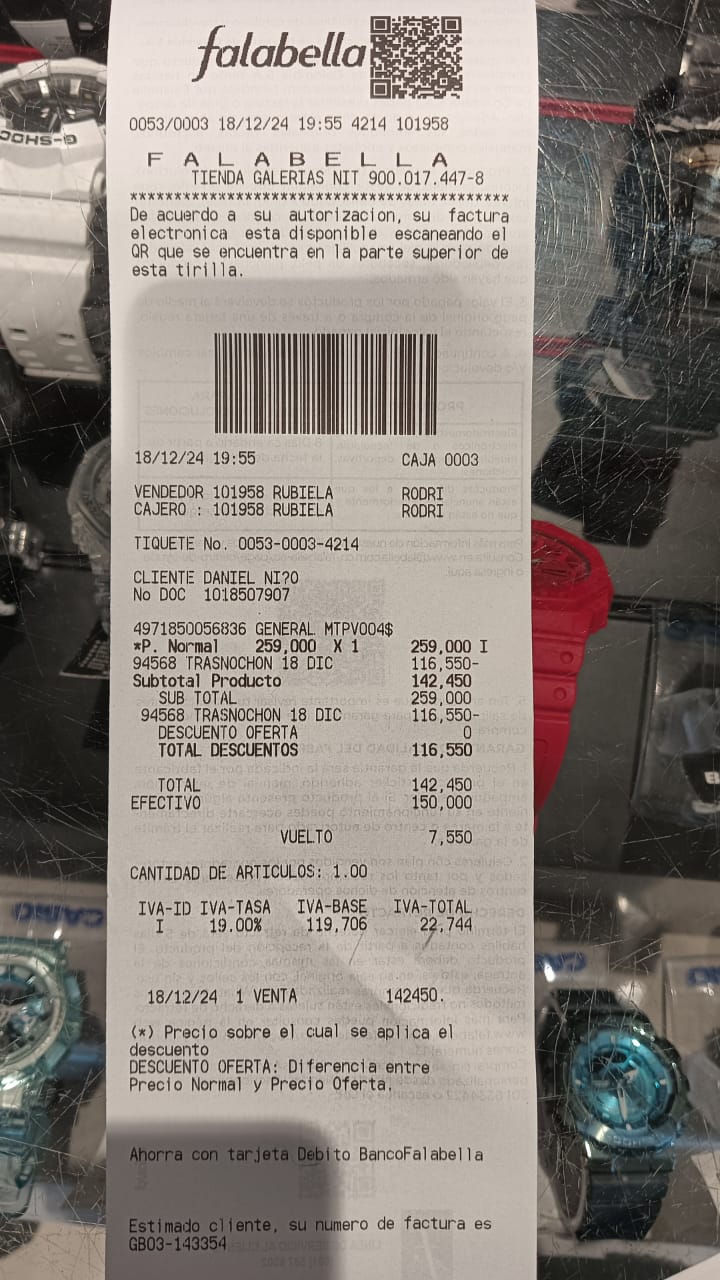 falabella
0053/0003 18/12/24 19:55 4214 101958
F A L A B E L L A
TIENDA GALERIAS NIT 900.017.447-8
******************************************
De acuerdo a su autorizacion, su factura
electronica esta disponible escaneando el
QR que se encuentra en la parte superior de
esta tirilla.
18/12/24 19:55 CAJA 0003
VENDEDOR 101958 RUBIELA RODRI
CAJERO : 101958 RUBIELA RODRI
TIQUETE No. 0053-0003-4214
CLIENTE DANIEL NI?O
No DOC 1018507907
4971850056836 GENERAL MTPV004$
*P. Normal 259,000 X 1 259,000 I
94568 TRASNOCHON 18 DIC 116,550-
Subtotal Producto 142,450
SUB TOTAL 259,000
94568 TRASNOCHON 18 DIC 116,550-
DESCUENTO OFERTA 0
TOTAL DESCUENTOS 116,550
TOTAL 142,450
EFECTIVO 150,000
VUELTO 7,550
CANTIDAD DE ARTICULOS: 1.00
IVA-ID IVA-TASA IVA-BASE IVA-TOTAL
I 19.00% 119,706 22,744
18/12/24 1 VENTA 142450.
(*) Precio sobre el cual se aplica el
descuento
DESCUENTO OFERTA: Diferencia entre
Precio Normal y Precio Oferta.
Ahorra con tarjeta Debito BancoFalabella
Estimado cliente, su numero de factura es
GB03-143354
G-SHOCK
CASIO